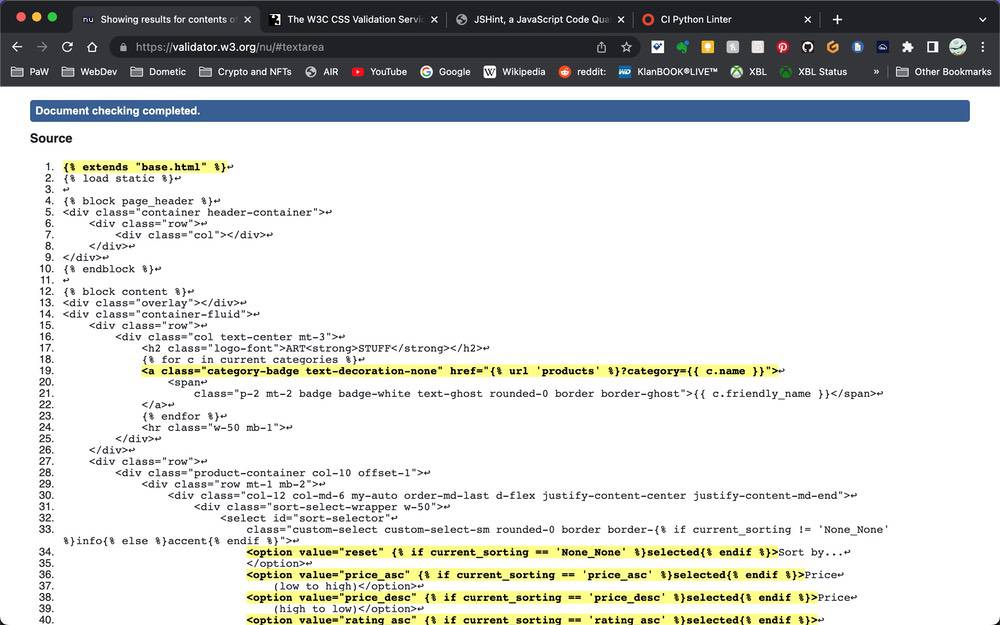 Showing results for contents of
The W3C CSS Validation Servi
JSHint, a JavaScript Code Qua
CI Python Linter
https://validator.w3.org/nu/#textarea
PaW WebDev Dometic Crypto and NFTs AIR YouTube Google Wikipedia reddit: KlanBOOK®LIVE™ XBL XBL Status » Other Bookmarks
Document checking completed.
Source
1. {% extends "base.html" %}↩
2. {% load static %}↩
3. ↩
4. {% block page_header %}↩
5. <div class="container header-container">↩
6. <div class="row">↩
7. <div class="col"></div>↩
8. </div>↩
9. </div>↩
10. {% endblock %}↩
11. ↩
12. {% block content %}↩
13. <div class="overlay"></div>↩
14. <div class="container-fluid">↩
15. <div class="row">↩
16. <div class="col text-center mt-3">↩
17. <h2 class="logo-font">ART<strong>STUFF</strong></h2>↩
18. {% for c in current_categories %}↩
19. <a class="category-badge text-decoration-none" href="{% url 'products' %}?category={{ c.name }}">↩
20. <span↩
21. class="p-2 mt-2 badge badge-white text-ghost rounded-0 border border-ghost">{{ c.friendly_name }}</span>↩
22. </a>↩
23. {% endfor %}↩
24. <hr class="w-50 mb-1">↩
25. </div>↩
26. </div>↩
27. <div class="row">↩
28. <div class="product-container col-10 offset-1">↩
29. <div class="row mt-1 mb-2">↩
30. <div class="col-12 col-md-6 my-auto order-md-last d-flex justify-content-center justify-content-md-end">↩
31. <div class="sort-select-wrapper w-50">↩
32. <select id="sort-selector"↩
33. class="custom-select custom-select-sm rounded-0 border border-{% if current_sorting != 'None_None'
%}info{% else %}accent{% endif %}">↩
34. <option value="reset" {% if current_sorting == 'None_None' %}selected{% endif %}>Sort by...↩
35. </option>↩
36. <option value="price_asc" {% if current_sorting == 'price_asc' %}selected{% endif %}>Price↩
37. (low to high)</option>↩
38. <option value="price_desc" {% if current_sorting == 'price_desc' %}selected{% endif %}>Price↩
39. (high to low)</option>↩
40. <option value="rating_asc" {% if current_sorting == 'rating_asc' %}selected{% endif %}>↩